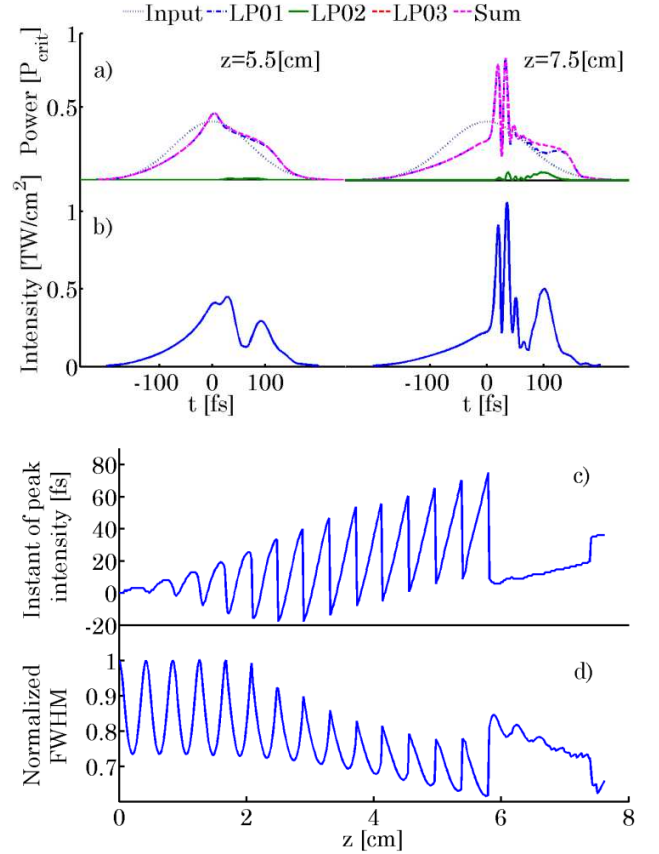 Input LP01 LP02 LP03 Sum
a) z=5.5[cm] z=7.5[cm]
Power [P_crit]
1
0.5
b)
Intensity [TW/cm²]
1
0.5
0
-100 0 100 -100 0 100
t [fs] t [fs]
c)
Instant of peak
intensity [fs]
80
60
40
20
0
-20
d)
Normalized
FWHM
1
0.9
0.8
0.7
0 2 4 6 8
z [cm]